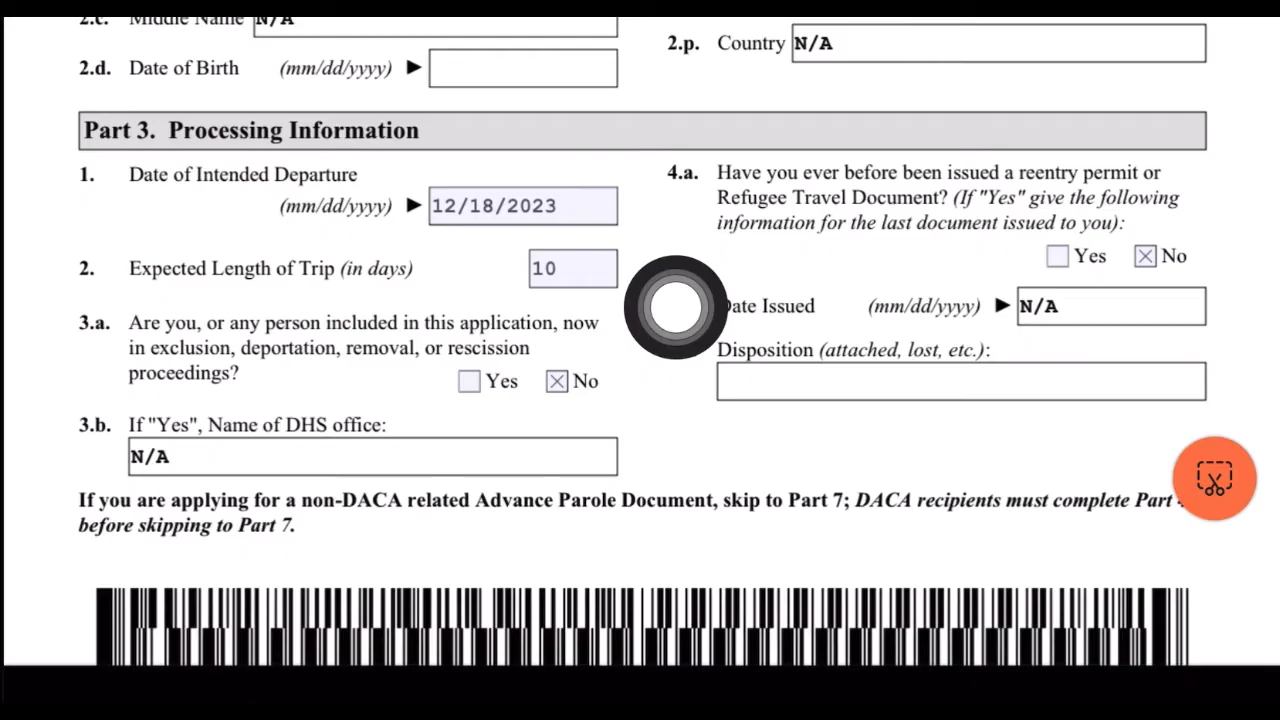 2.c. Middle Name N/A
2.d. Date of Birth (mm/dd/yyyy) ▶
2.p. Country N/A
Part 3. Processing Information
1. Date of Intended Departure
(mm/dd/yyyy) ▶ 12/18/2023
2. Expected Length of Trip (in days) 10
3.a. Are you, or any person included in this application, now
in exclusion, deportation, removal, or rescission
proceedings?
Yes No
3.b. If "Yes", Name of DHS office:
N/A
4.a. Have you ever before been issued a reentry permit or
Refugee Travel Document? (If "Yes" give the following
information for the last document issued to you):
Yes No
Date Issued (mm/dd/yyyy) ▶ N/A
Disposition (attached, lost, etc.):
If you are applying for a non-DACA related Advance Parole Document, skip to Part 7; DACA recipients must complete Part
before skipping to Part 7.